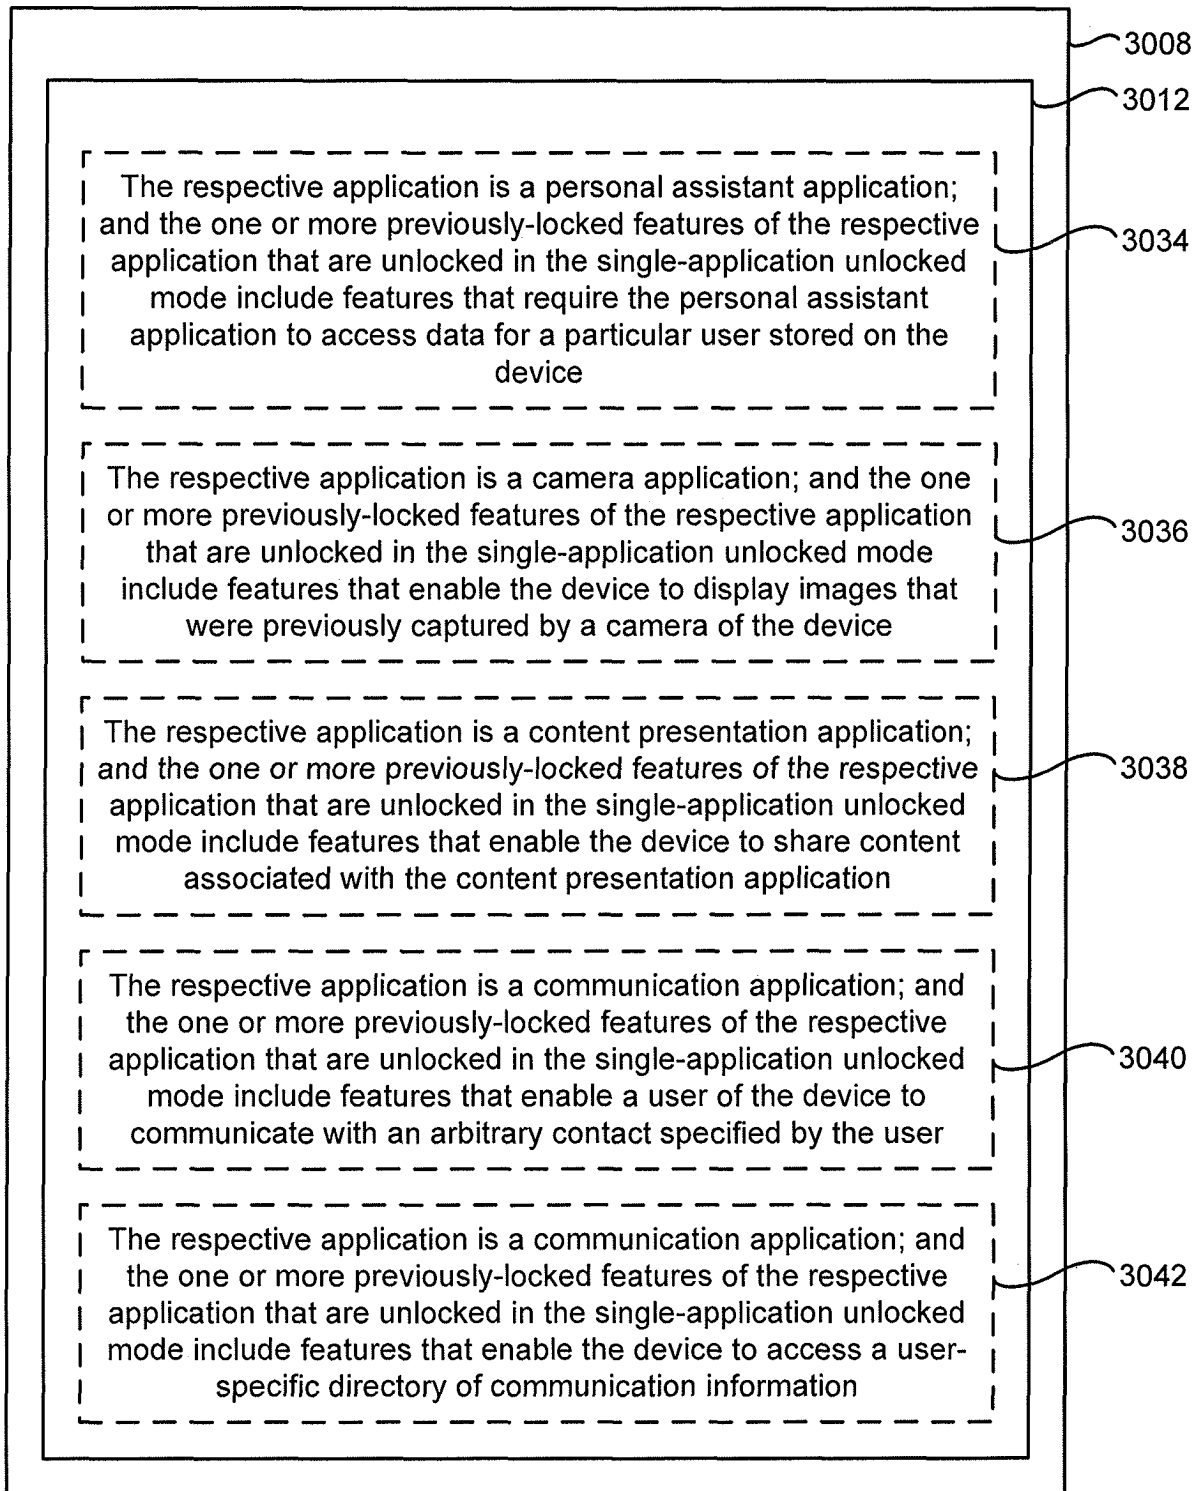 3008
3012
The respective application is a personal assistant application;
and the one or more previously-locked features of the respective
application that are unlocked in the single-application unlocked
mode include features that require the personal assistant
application to access data for a particular user stored on the
device
3034
The respective application is a camera application; and the one
or more previously-locked features of the respective application
that are unlocked in the single-application unlocked mode
include features that enable the device to display images that
were previously captured by a camera of the device
3036
The respective application is a content presentation application;
and the one or more previously-locked features of the respective
application that are unlocked in the single-application unlocked
mode include features that enable the device to share content
associated with the content presentation application
3038
The respective application is a communication application; and
the one or more previously-locked features of the respective
application that are unlocked in the single-application unlocked
mode include features that enable a user of the device to
communicate with an arbitrary contact specified by the user
3040
The respective application is a communication application; and
the one or more previously-locked features of the respective
application that are unlocked in the single-application unlocked
mode include features that enable the device to access a user-
specific directory of communication information
3042